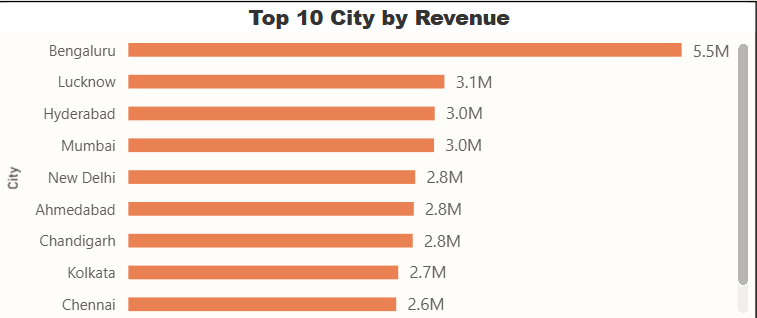 Top 10 City by Revenue
Bengaluru 5.5M
Lucknow 3.1M
Hyderabad 3.0M
Mumbai 3.0M
City
New Delhi 2.8M
Ahmedabad 2.8M
Chandigarh 2.8M
Kolkata 2.7M
Chennai 2.6M